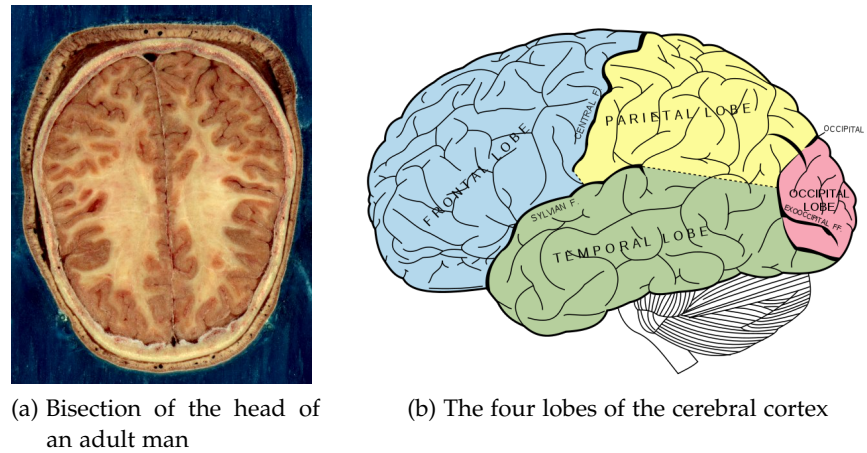 FRONTAL LOBE
CENTRAL F.
PARIETAL LOBE
OCCIPITAL
OCCIPITAL
LOBE
EXOOCCIPITAL FF.
SYLVIAN F.
TEMPORAL LOBE
(a) Bisection of the head of
an adult man
(b) The four lobes of the cerebral cortex